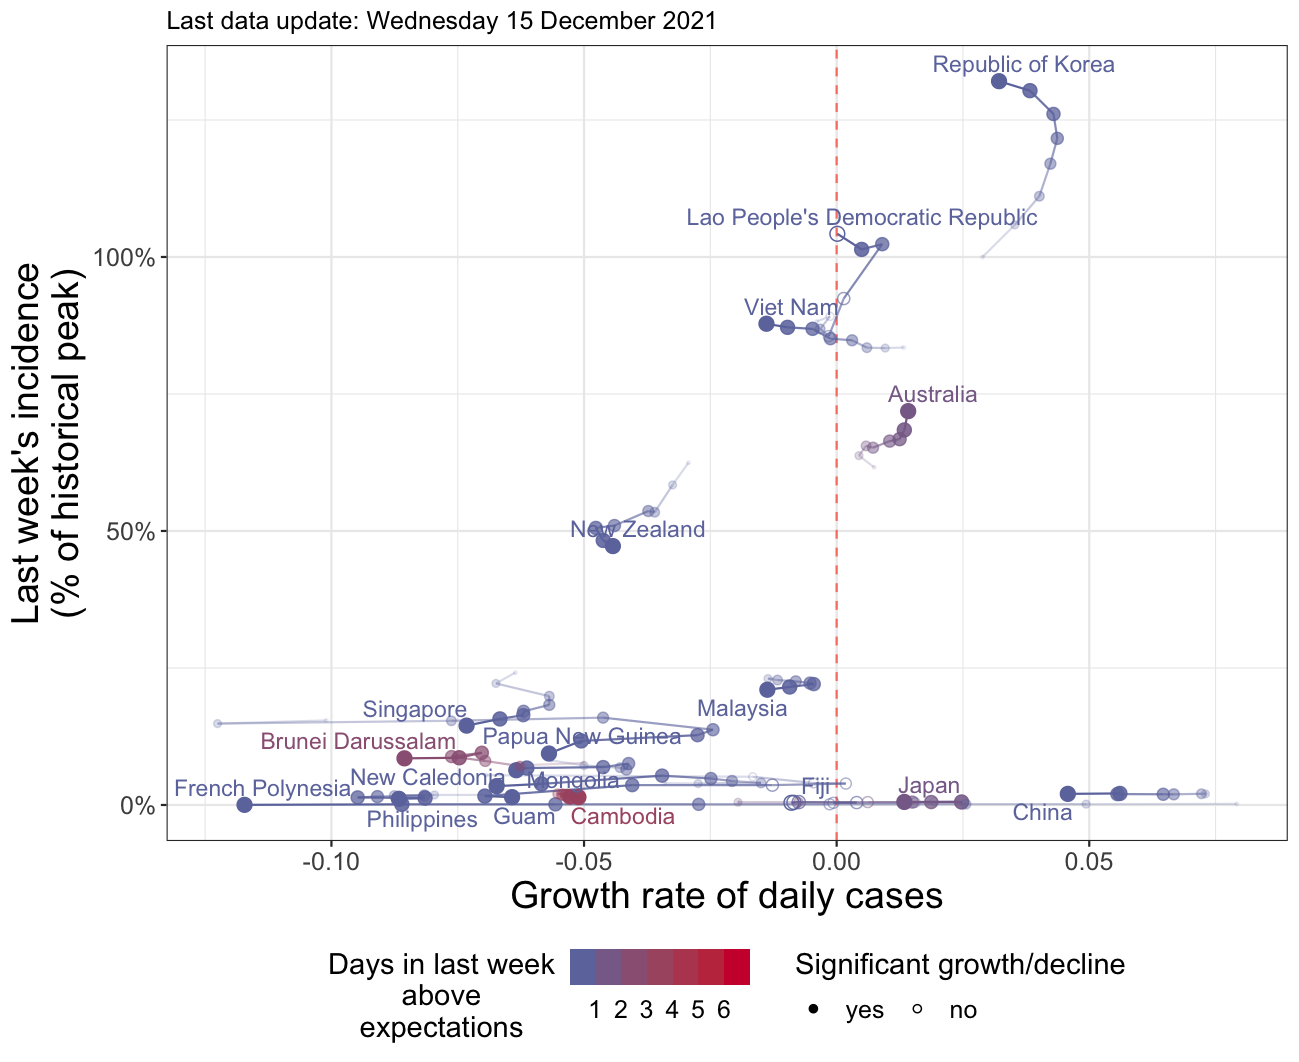 Last data update: Wednesday 15 December 2021
Last week's incidence
(% of historical peak)
100%
50%
0%
Republic of Korea
Lao People's Democratic Republic
Viet Nam
Australia
New Zealand
Singapore
Malaysia
Brunei Darussalam
Papua New Guinea
French Polynesia
New Caledonia
Mongolia
Fiji
Japan
Philippines
Guam
Cambodia
China
-0.10
-0.05
0.00
0.05
Growth rate of daily cases
Days in last week
above
expectations
1 2 3 4 5 6
Significant growth/decline
yes
no